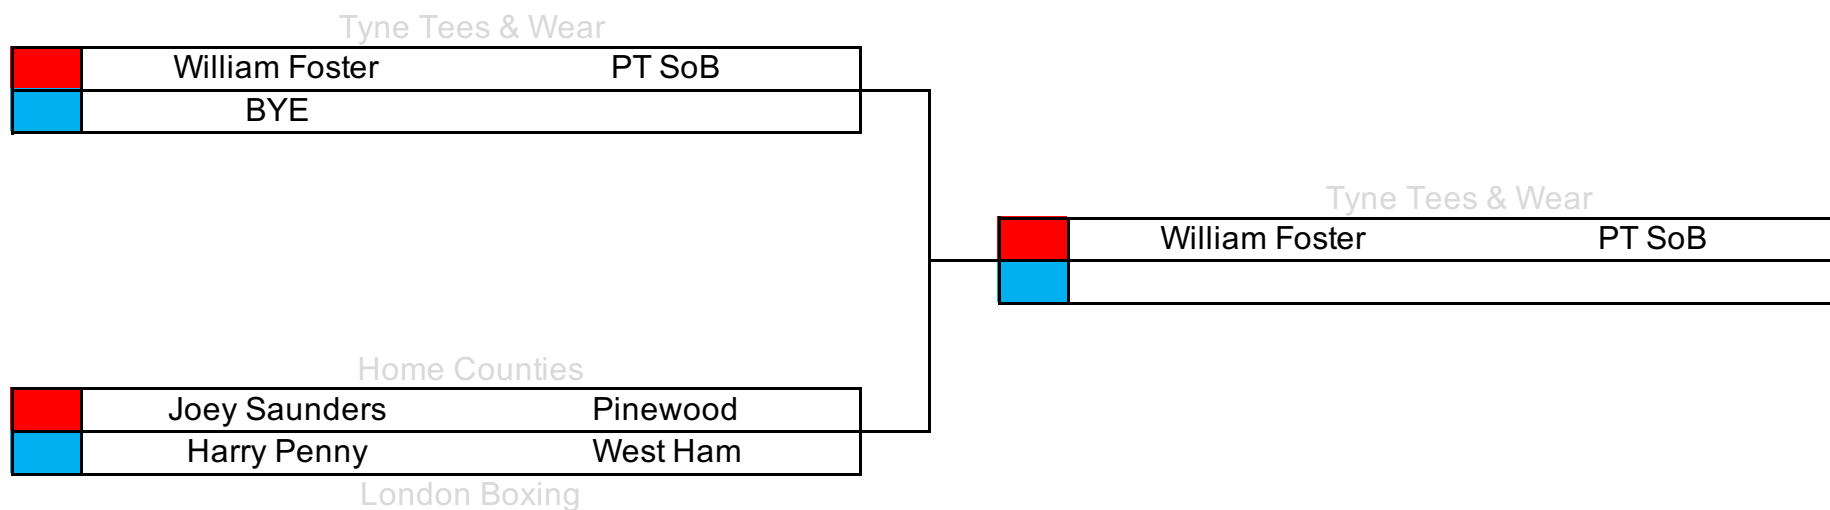 Tyne Tees & Wear
William Foster PT SoB
BYE
Tyne Tees & Wear
William Foster PT SoB
Home Counties
Joey Saunders Pinewood
Harry Penny West Ham
London Boxing